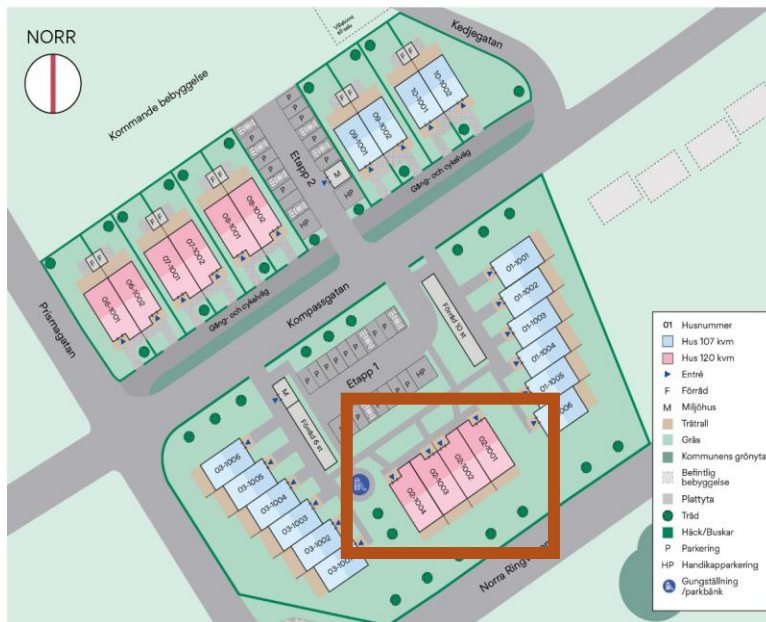 NORR
Kommande bebyggelse
Villatomt
till salu
Kedjegatan
F F
F F
10-1001
10-1002
09-1001
09-1002
P
P
P
P
P
P
P
P
P
P
Etapp 2
M
HP
HP
Gång- och cykelväg
F F
08-1001
08-1002
F F
07-1001
07-1002
F F
06-1001
06-1002
Prismagatan
Gång- och cykelväg
Kompassgatan
01-1001
01-1002
01-1003
01-1004
01-1005
Förråd 10 st
P P P P P P
Etapp 1
P P P P P HP
M
Förråd 6 st
02-1001
02-1002
02-1003
02-1004
03-1006
03-1005
03-1004
03-1003
03-1002
Norra
01 Husnummer
Hus 107 kvm
Hus 120 kvm
Entré
F Förråd
M Miljöhus
Trätrall
Gräs
Kommunens grönyta
Befintlig
bebyggelse
Plattyta
Träd
Häck/Buskar
P Parkering
HP Handikapparkering
Gungställning
/parkbänk